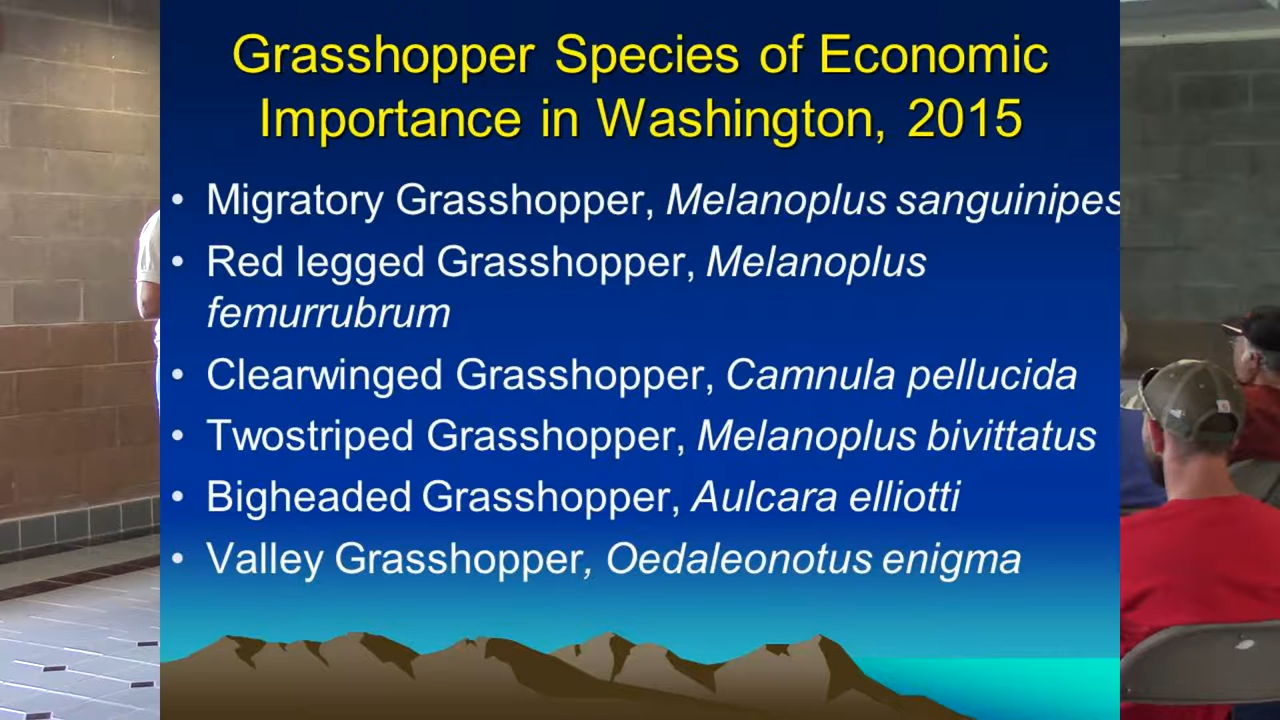 Grasshopper Species of Economic
Importance in Washington, 2015
• Migratory Grasshopper, Melanoplus sanguinipes
• Red legged Grasshopper, Melanoplus
femurrubrum
• Clearwinged Grasshopper, Camnula pellucida
• Twostriped Grasshopper, Melanoplus bivittatus
• Bigheaded Grasshopper, Aulcara elliotti
• Valley Grasshopper, Oedaleonotus enigma